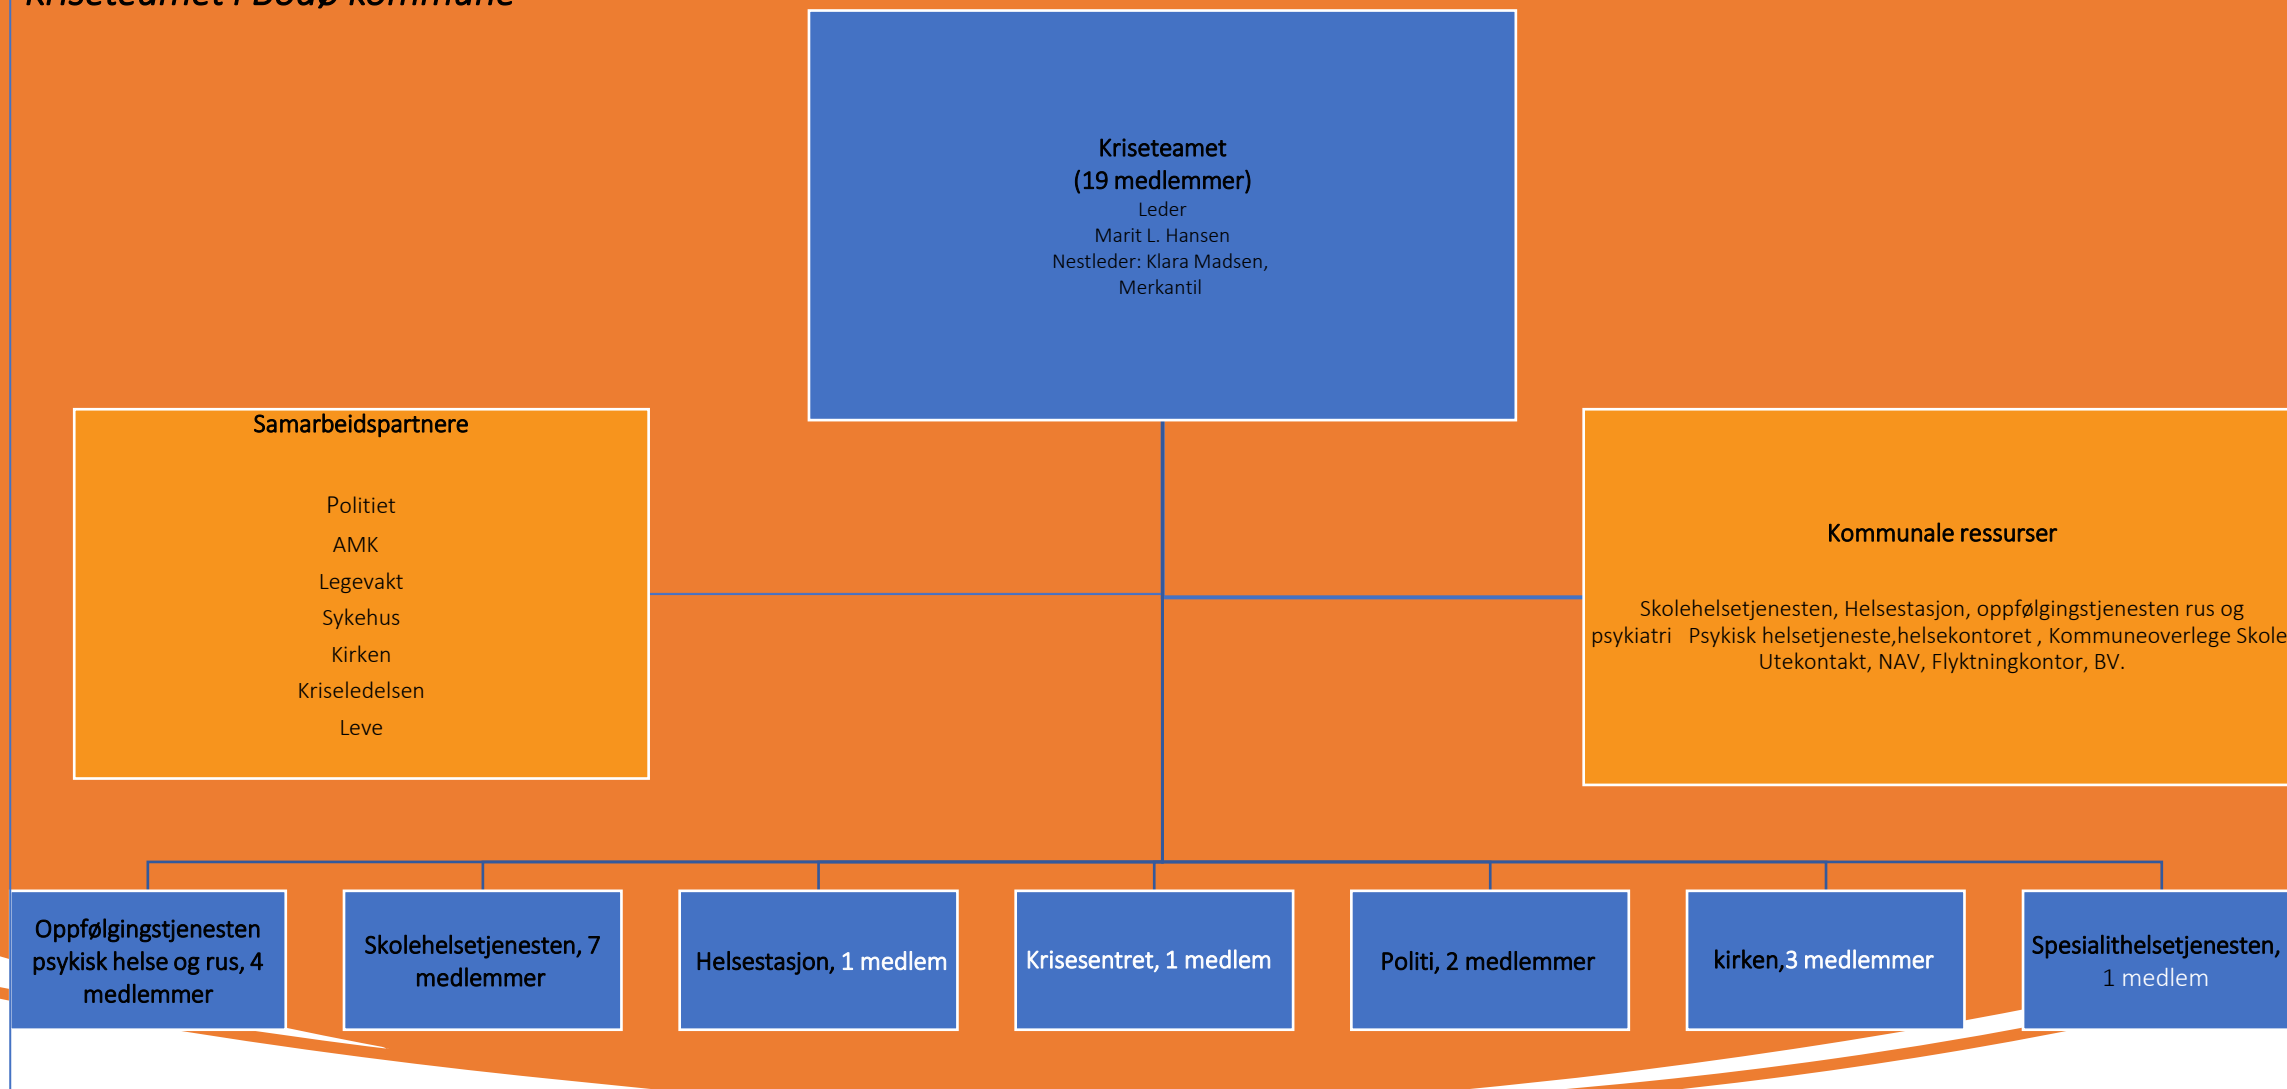 Kriseteamet i Bodø kommune
Kriseteamet
(19 medlemmer)
Leder
Marit L. Hansen
Nestleder: Klara Madsen,
Merkantil
Samarbeidspartnere
Politiet
AMK
Legevakt
Sykehus
Kirken
Kriseledelsen
Leve
Kommunale ressurser
Skolehelsetjenesten, Helsestasjon, oppfølgingstjenesten rus og
psykiatri Psykisk helsetjeneste,helsekontoret , Kommuneoverlege Skole
Utekontakt, NAV, Flyktningkontor, BV.
Oppfølgingstjenesten
psykisk helse og rus, 4
medlemmer
Skolehelsetjenesten, 7
medlemmer
Helsestasjon, 1 medlem
Krisesentret, 1 medlem
Politi, 2 medlemmer
kirken,3 medlemmer
Spesialithelsetjenesten,
1 medlem